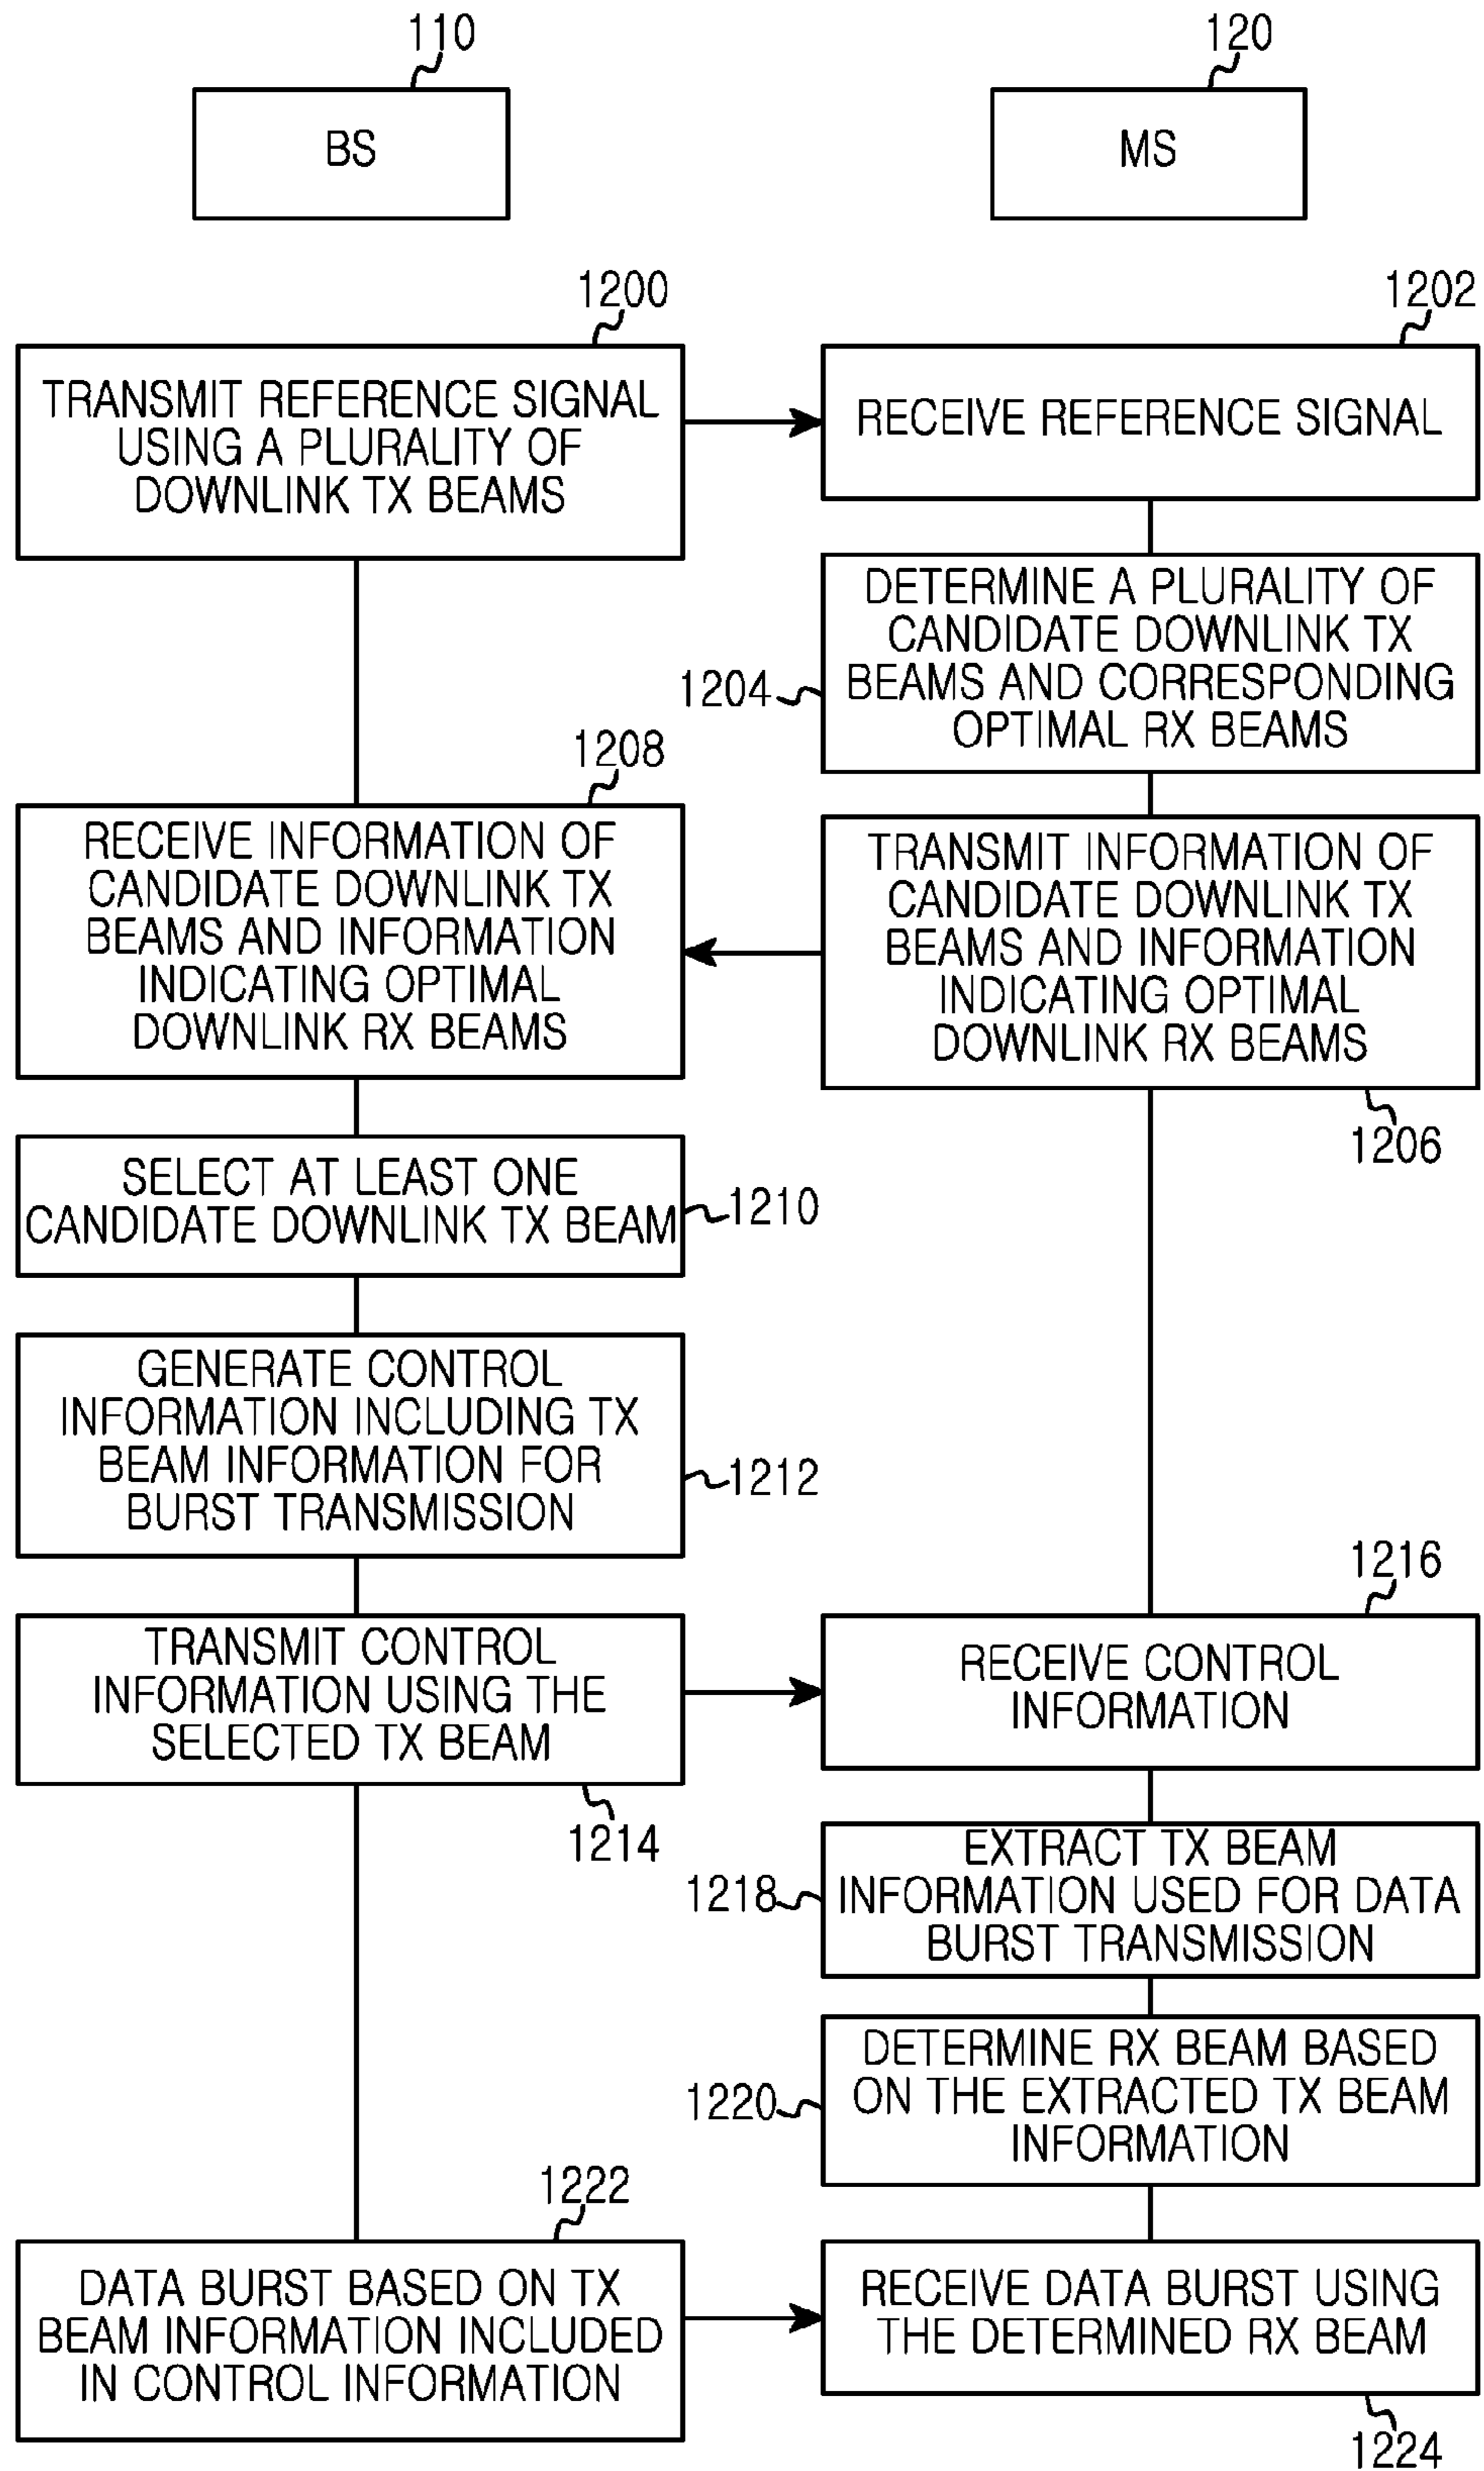 110
120
BS
MS
1200
1202
TRANSMIT REFERENCE SIGNAL
USING A PLURALITY OF
DOWNLINK TX BEAMS
RECEIVE REFERENCE SIGNAL
DETERMINE A PLURALITY OF
CANDIDATE DOWNLINK TX
BEAMS AND CORRESPONDING
OPTIMAL RX BEAMS
1204
1208
RECEIVE INFORMATION OF
CANDIDATE DOWNLINK TX
BEAMS AND INFORMATION
INDICATING OPTIMAL
DOWNLINK RX BEAMS
TRANSMIT INFORMATION OF
CANDIDATE DOWNLINK TX
BEAMS AND INFORMATION
INDICATING OPTIMAL
DOWNLINK RX BEAMS
1206
SELECT AT LEAST ONE
CANDIDATE DOWNLINK TX BEAM
1210
GENERATE CONTROL
INFORMATION INCLUDING TX
BEAM INFORMATION FOR
BURST TRANSMISSION
1212
1216
TRANSMIT CONTROL
INFORMATION USING THE
SELECTED TX BEAM
RECEIVE CONTROL
INFORMATION
1214
EXTRACT TX BEAM
INFORMATION USED FOR DATA
BURST TRANSMISSION
1218
DETERMINE RX BEAM BASED
ON THE EXTRACTED TX BEAM
INFORMATION
1220
1222
DATA BURST BASED ON TX
BEAM INFORMATION INCLUDED
IN CONTROL INFORMATION
RECEIVE DATA BURST USING
THE DETERMINED RX BEAM
1224